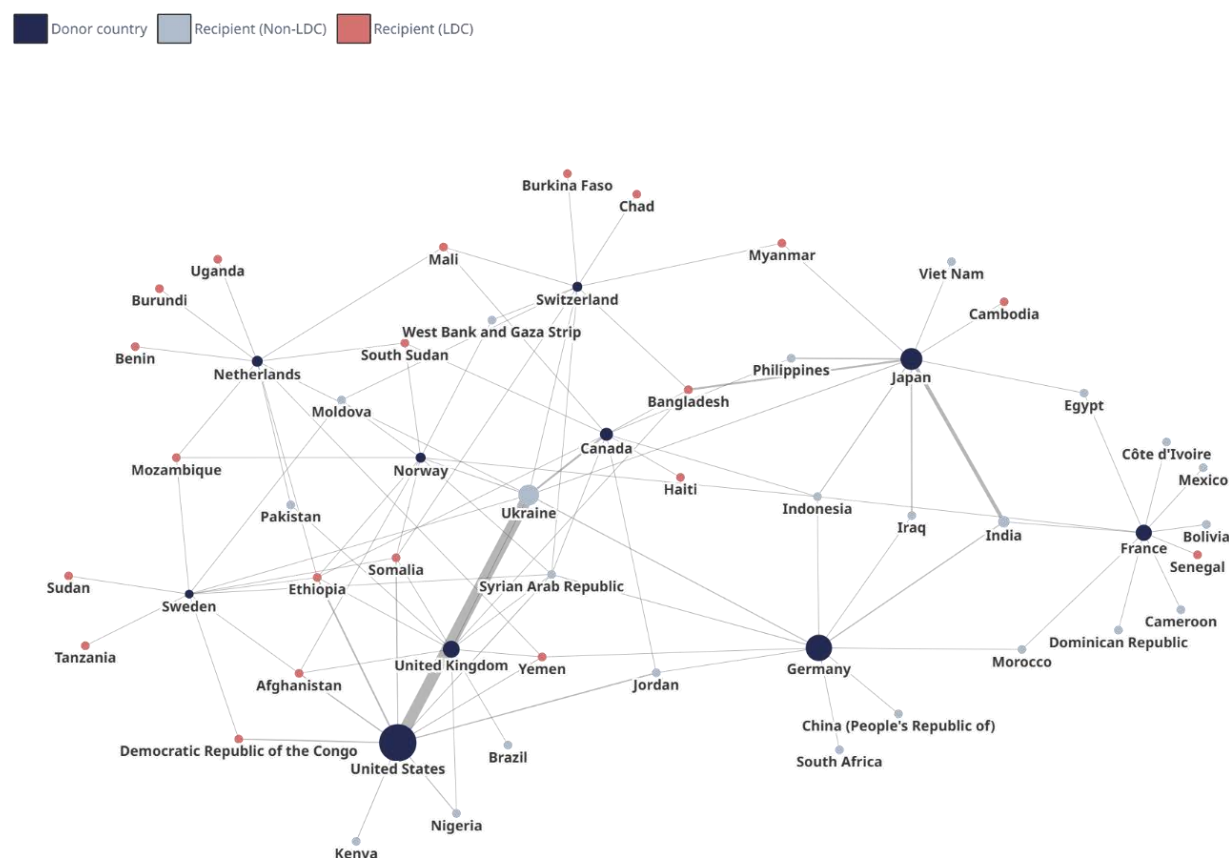 Donor country
Recipient (Non-LDC)
Recipient (LDC)
Burkina Faso
Chad
Mali
Myanmar
Uganda
Viet Nam
Burundi
Switzerland
Cambodia
West Bank and Gaza Strip
Benin
South Sudan
Netherlands
Philippines
Japan
Moldova
Bangladesh
Egypt
Canada
Côte d'Ivoire
Mozambique
Norway
Mexico
Haiti
Pakistan
Ukraine
Indonesia
Iraq
India
Bolivia
France
Senegal
Somalia
Sudan
Ethiopia
Syrian Arab Republic
Sweden
Cameroon
Dominican Republic
Tanzania
United Kingdom
Yemen
Germany
Morocco
Afghanistan
Jordan
China (People's Republic of)
Democratic Republic of the Congo
Brazil
South Africa
United States
Nigeria
Kenya